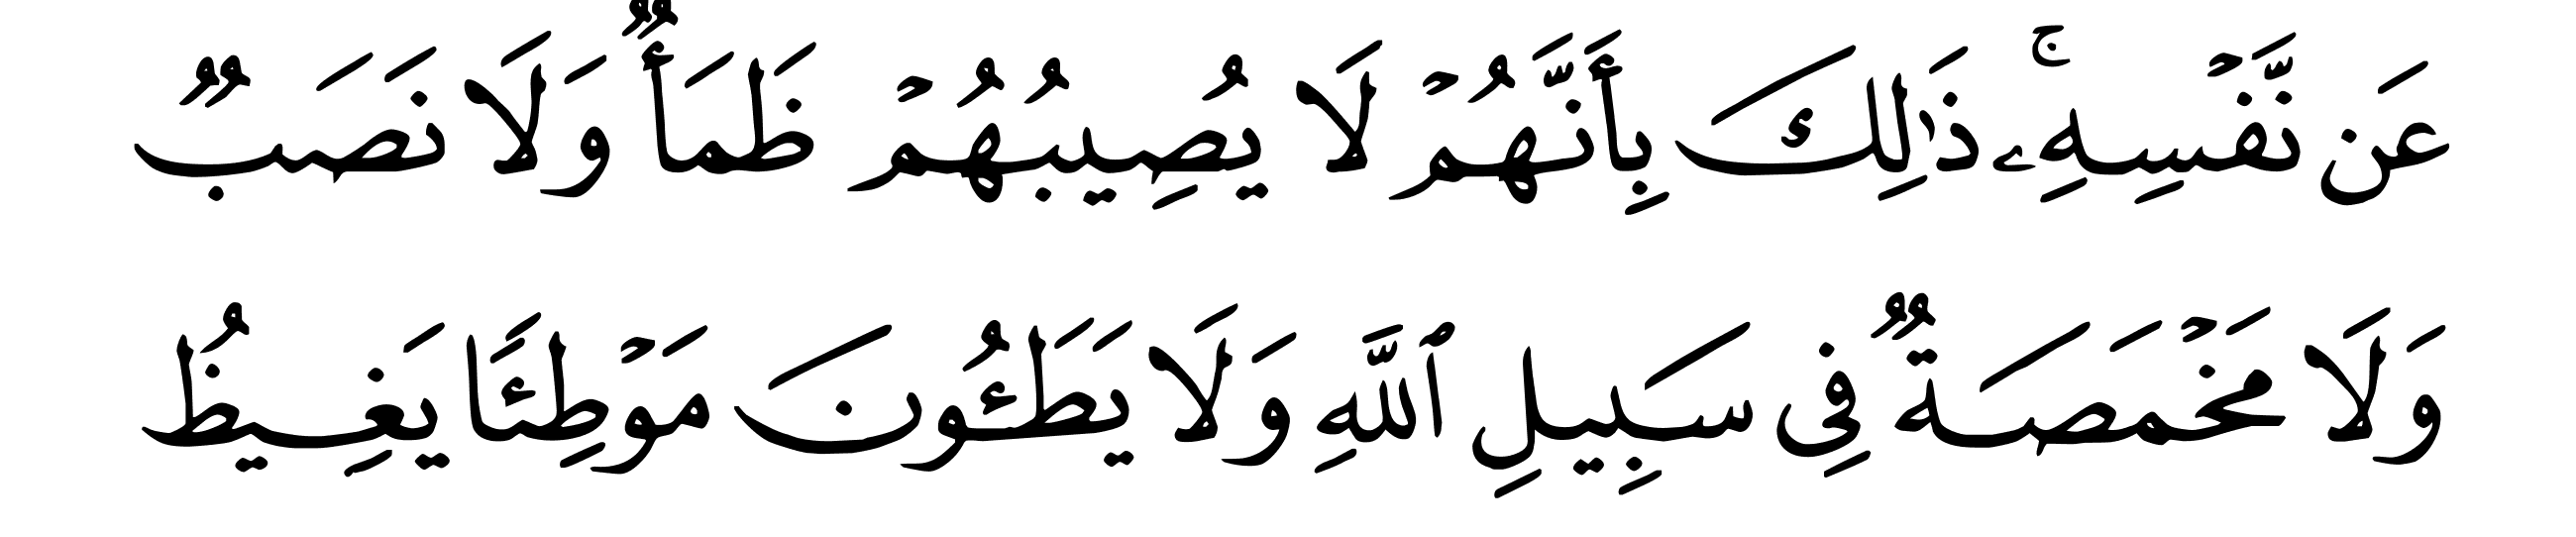 عَن نَّفۡسِهِۦۚ ذَٰلِكَ بِأَنَّهُمۡ لَا يُصِيبُهُمۡ ظَمَأٌ وَلَا نَصَبٌ
وَلَا مَخۡمَصَةٌ فِي سَبِيلِ ٱللَّهِ وَلَا يَطَـُٔونَ مَوۡطِئًا يَغِيظُ